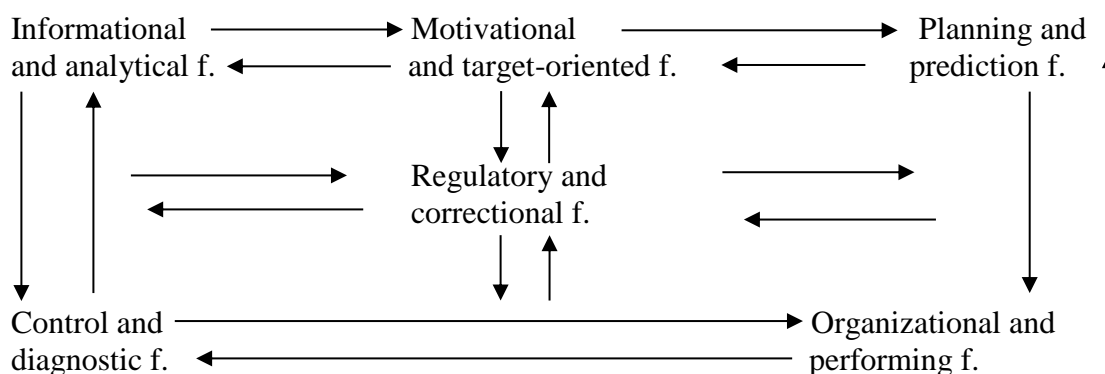 Informational
and analytical f.
Motivational
and target-oriented f.
Planning and
prediction f.
Regulatory and
correctional f.
Control and
diagnostic f.
Organizational and
performing f.